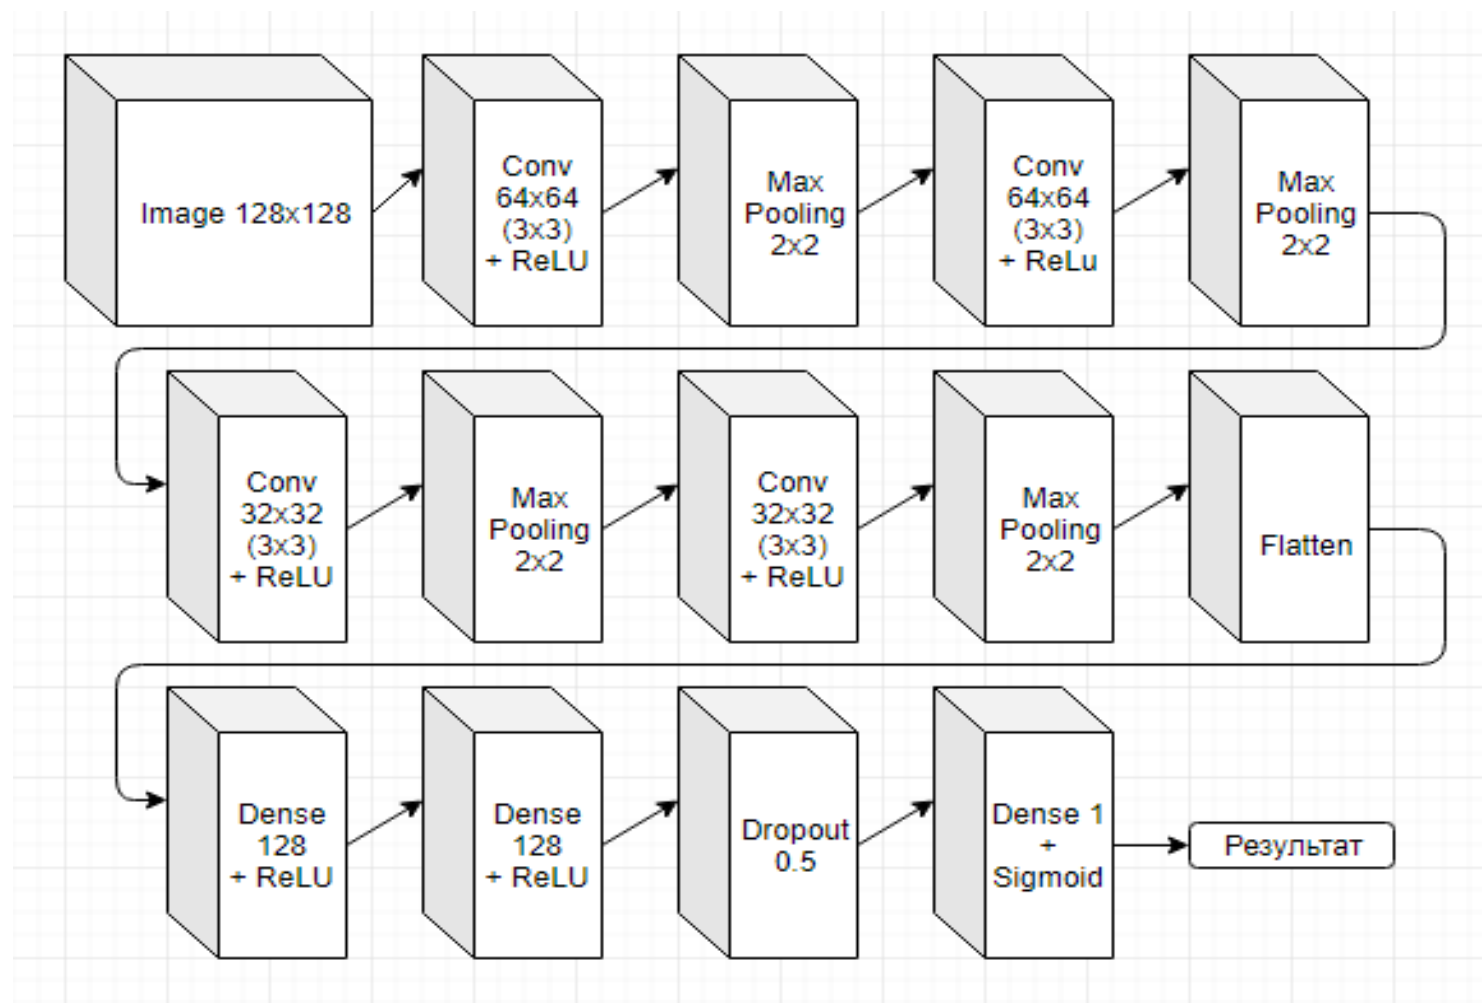 Image 128x128
Conv
64x64
(3x3)
+ ReLU
Max
Pooling
2x2
Conv
64x64
(3x3)
+ ReLu
Max
Pooling
2x2
Conv
32x32
(3x3)
+ ReLU
Max
Pooling
2x2
Conv
32x32
(3x3)
+ ReLU
Max
Pooling
2x2
Flatten
Dense
128
+ ReLU
Dense
128
+ ReLU
Dropout
0.5
Dense 1
+
Sigmoid
Результат